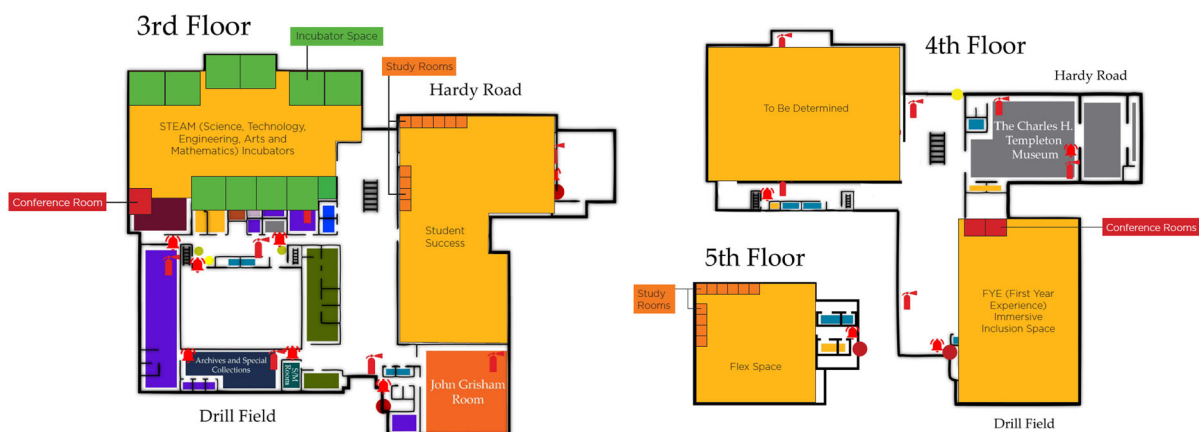 3rd Floor
Incubator Space
Study Rooms
Hardy Road
STEAM (Science, Technology,
Engineering, Arts and
Mathematics) Incubators
Conference Room
Student
Success
Archives and Special
Collections
SIM
Rooms
John Grisham
Room
Drill Field
4th Floor
Hardy Road
To Be Determined
The Charles H.
Templeton
Museum
Conference Rooms
FYE (First Year
Experience)
Immersive
Inclusion Space
Drill Field
5th Floor
Study
Rooms
Flex Space